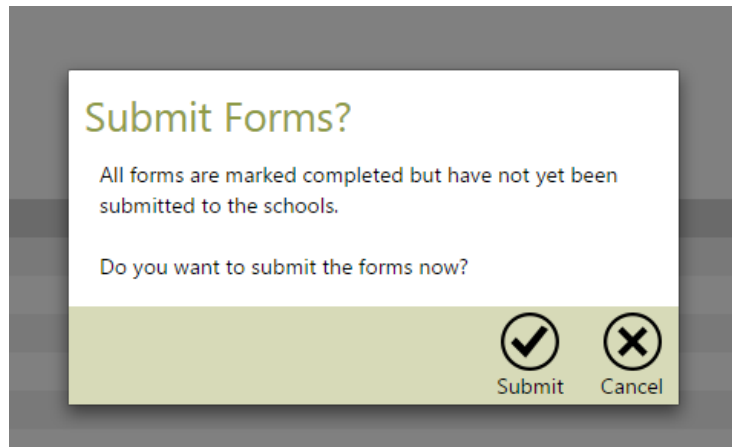 Submit Forms?
All forms are marked completed but have not yet been
submitted to the schools.
Do you want to submit the forms now?
Submit
Cancel